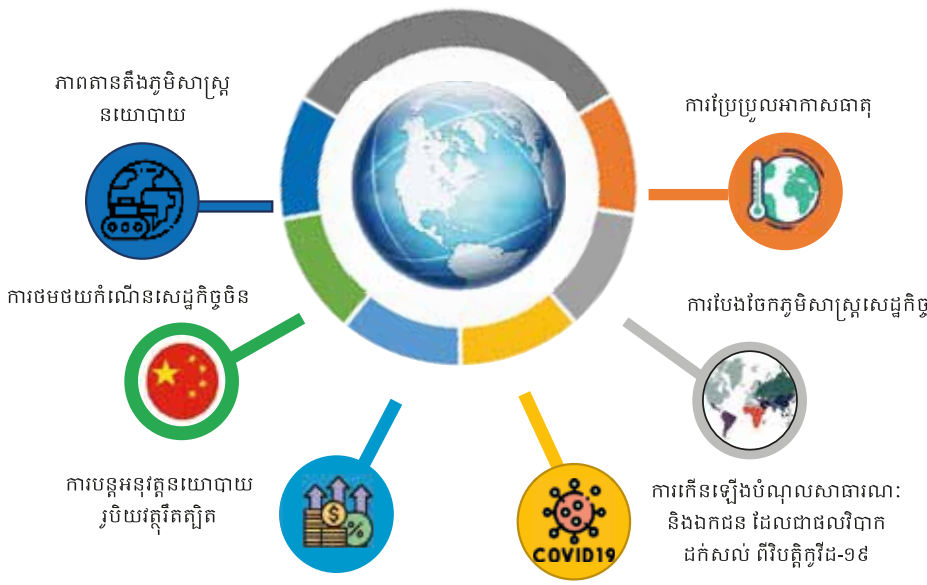 ភាពតានតឹងភូមិសាស្ត្រ
នយោបាយ
ការប្រែប្រួលអាកាសធាតុ
ការថមថយកំណើនសេដ្ឋកិច្ចចិន
ការបែងចែកភូមិសាស្ត្រសេដ្ឋកិច្ច
ការបន្តអនុវត្តនយោបាយ
រូបិយវត្ថុរឹតត្បិត
COVID19
ការកើនឡើងបំណុលសាធារណៈ
និងឯកជន ដែលជាផលវិបាក
ដក់សល់ ពីវិបត្តិកូវីដ-១៩